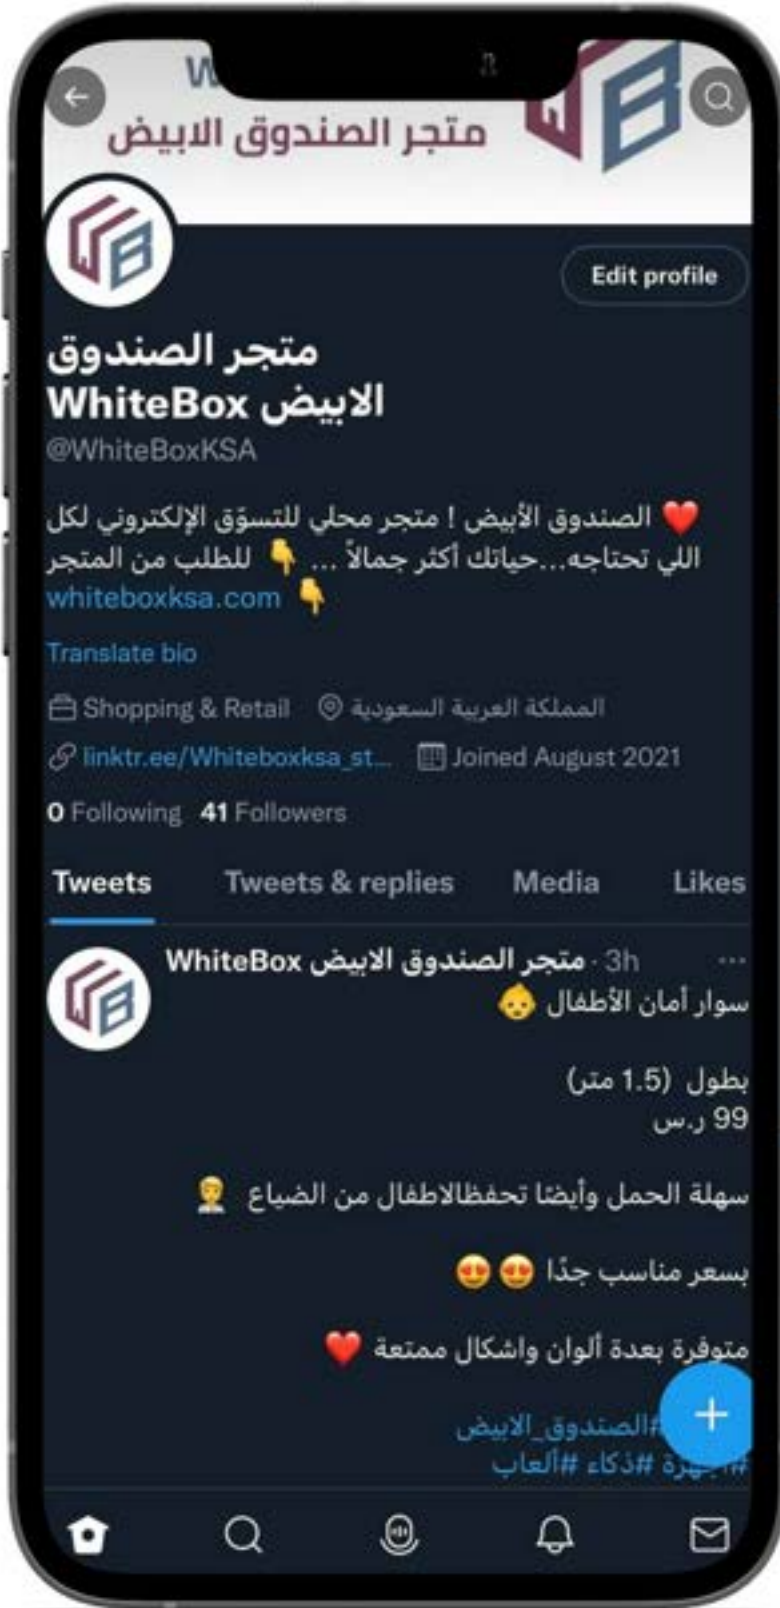 W
متجر الصندوق الابيض
WB
WB
Edit profile
متجر الصندوق
الابيض WhiteBox
@WhiteBoxKSA
❤️ الصندوق الأبيض ! متجر محلي للتسوّق الإلكتروني لكل
اللي تحتاجه...حياتك أكثر جمالاً ... 👇 للطلب من المتجر
👇 whiteboxksa.com
Translate bio
Shopping & Retail المملكة العربية السعودية
linktr.ee/Whiteboxksa_st... Joined August 2021
0 Following 41 Followers
Tweets Tweets & replies Media Likes
WB
متجر الصندوق الابيض WhiteBox · 3h ...
سوار أمان الأطفال 👶
بطول (1.5 متر)
99 ر.س
سهلة الحمل وأيضًا تحفظالاطفال من الضياع 🤵
بسعر مناسب جدًا 😍😍
متوفرة بعدة ألوان واشكال ممتعة ❤️
#الصندوق_الابيض
#ذكاء #ألعاب